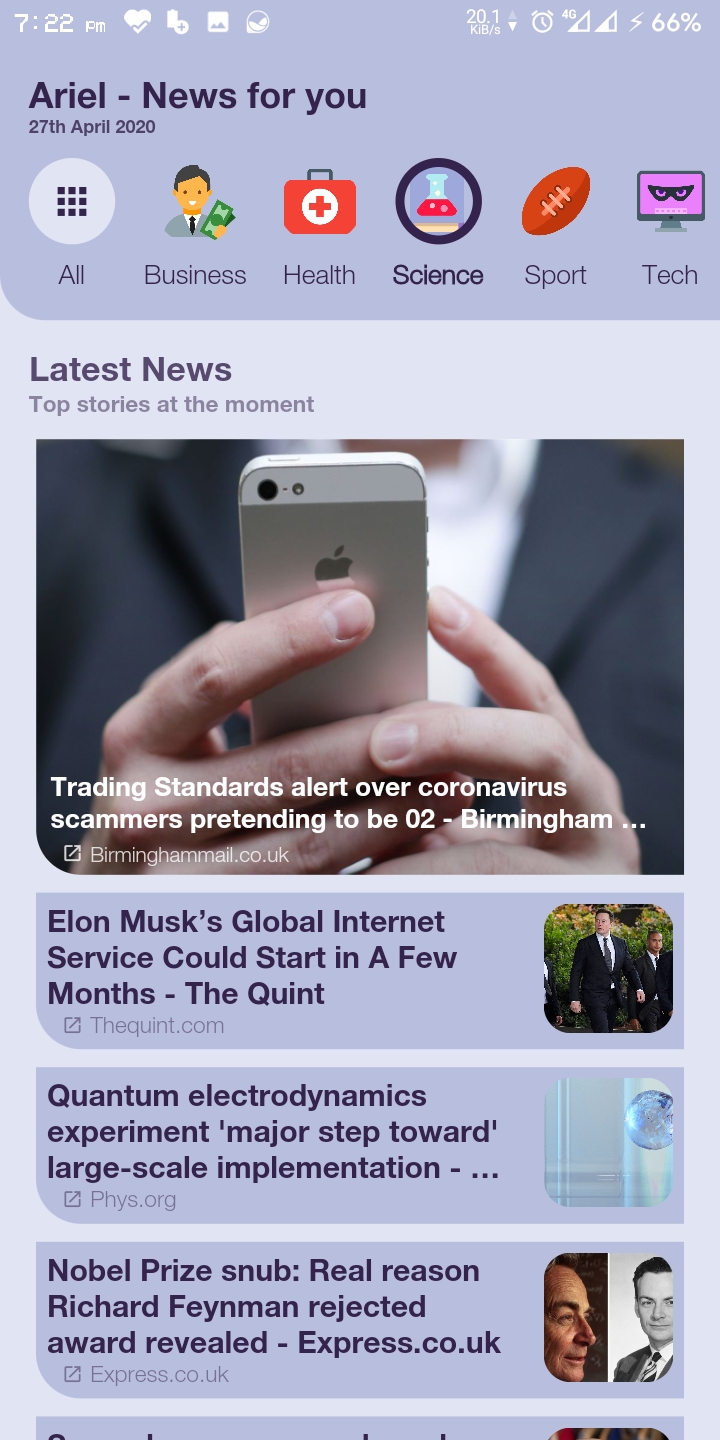 7:22 pm
20.1 KiB/s 4G 66%
Ariel - News for you
27th April 2020
All Business Health Science Sport Tech
Latest News
Top stories at the moment
Trading Standards alert over coronavirus
scammers pretending to be 02 - Birmingham ...
Birminghammail.co.uk
Elon Musk’s Global Internet
Service Could Start in A Few
Months - The Quint
Thequint.com
Quantum electrodynamics
experiment 'major step toward'
large-scale implementation - ...
Phys.org
Nobel Prize snub: Real reason
Richard Feynman rejected
award revealed - Express.co.uk
Express.co.uk